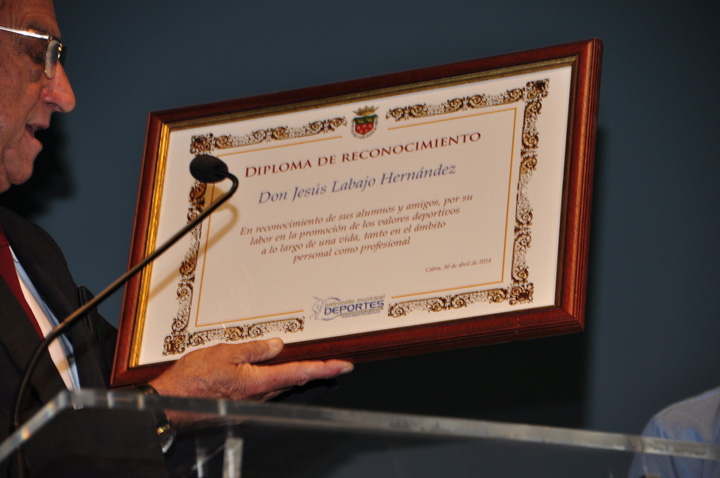 DIPLOMA DE RECONOCIMIENTO
Don Jesús Labajo Hernández
En reconocimiento de sus alumnos y amigos, por su
labor en la promoción de los valores deportivos
a lo largo de una vida, tanto en el ámbito
personal como profesional
Cabra, 30 de abril de 2014
patronato municipal
DEPORTES